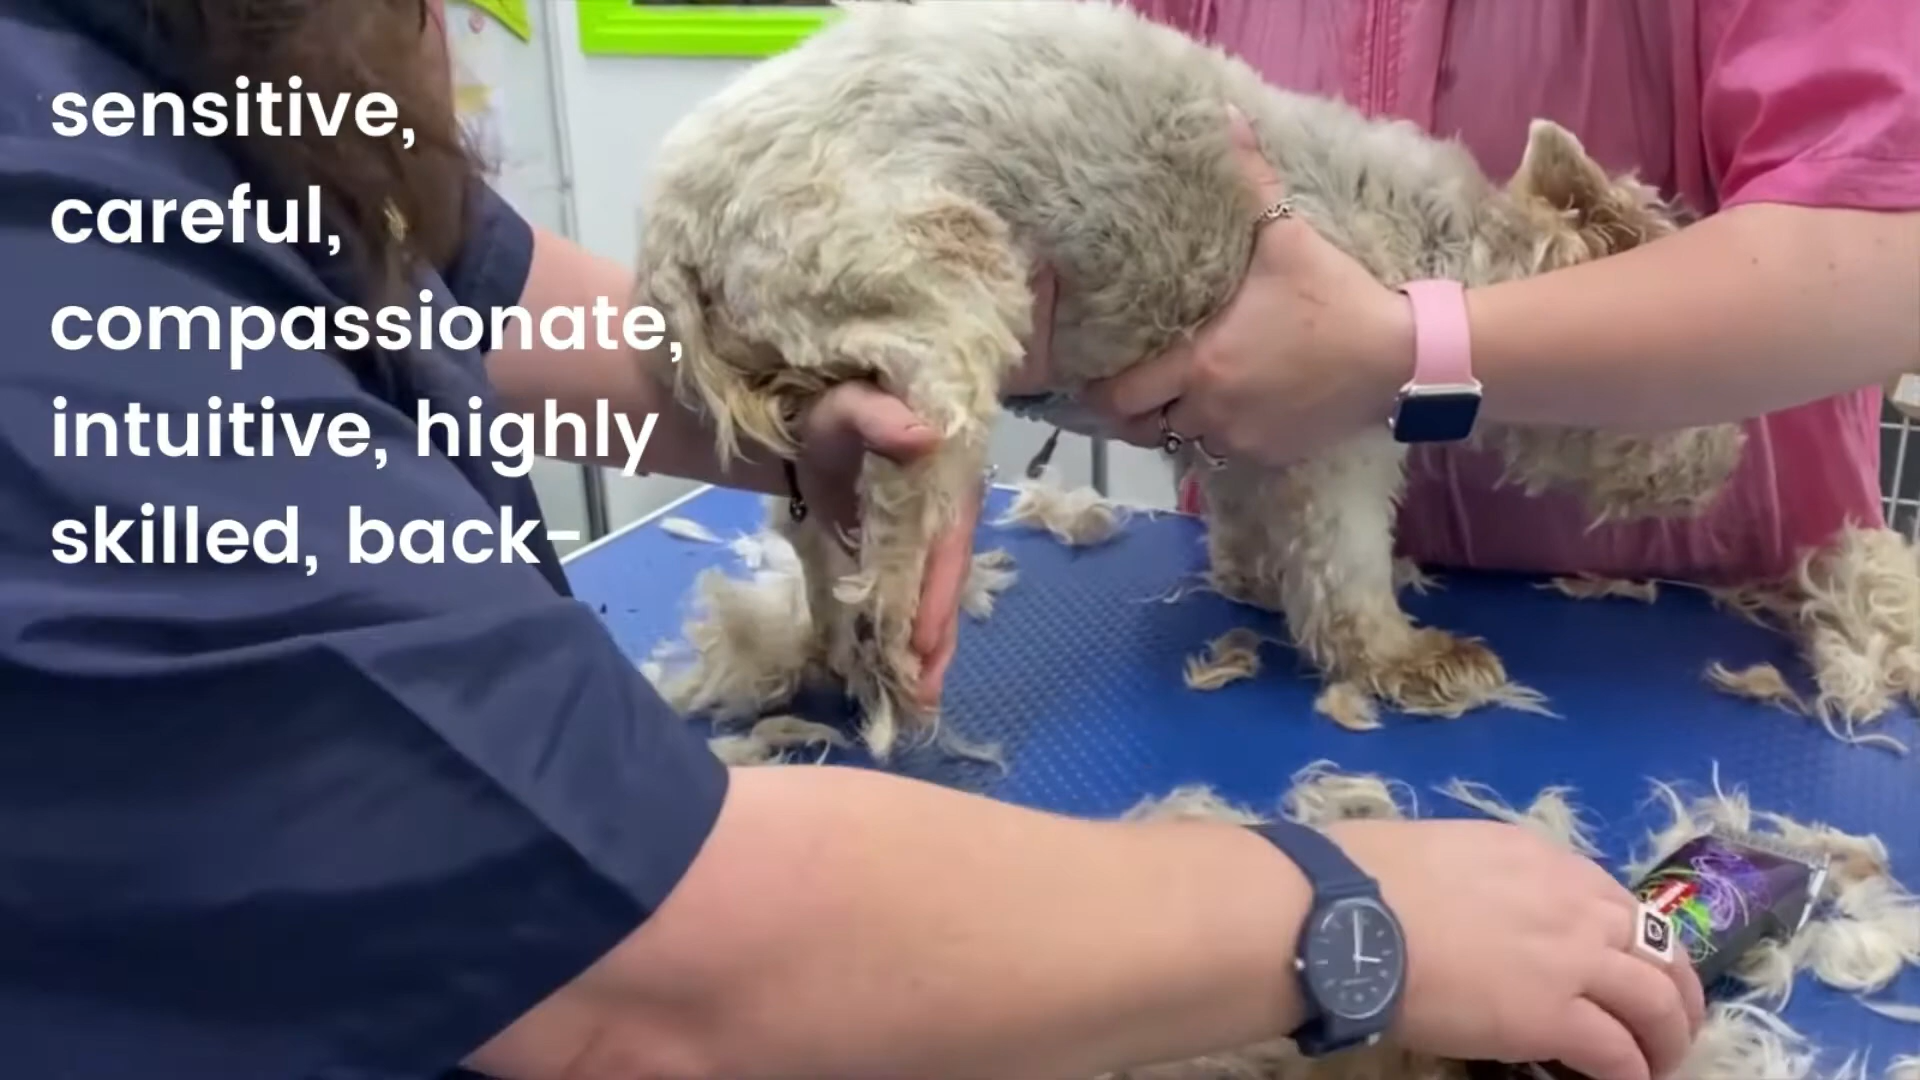 sensitive,
careful,
compassionate,
intuitive, highly
skilled, back-